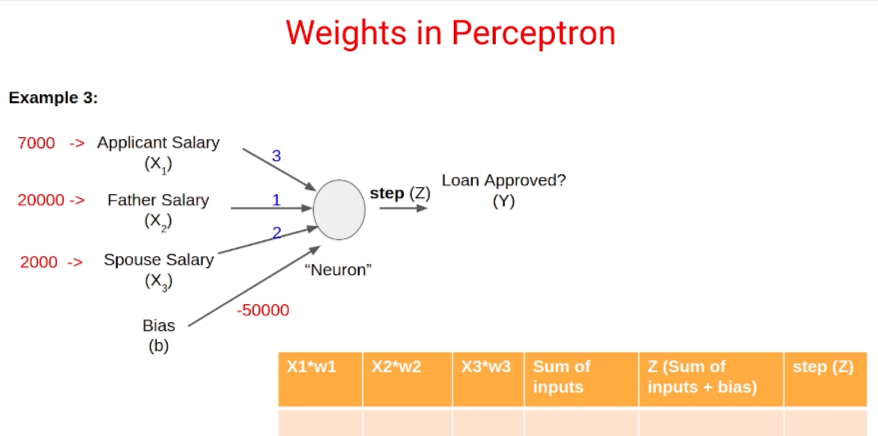 Weights in Perceptron
Example 3:
7000 -> Applicant Salary
(X₁)
3
20000 -> Father Salary
(X₂)
1
2000 -> Spouse Salary
(X₃)
2
Bias
(b)
-50000
"Neuron"
step (Z)
Loan Approved?
(Y)
X1*w1 X2*w2 X3*w3 Sum of inputs Z (Sum of inputs + bias) step (Z)